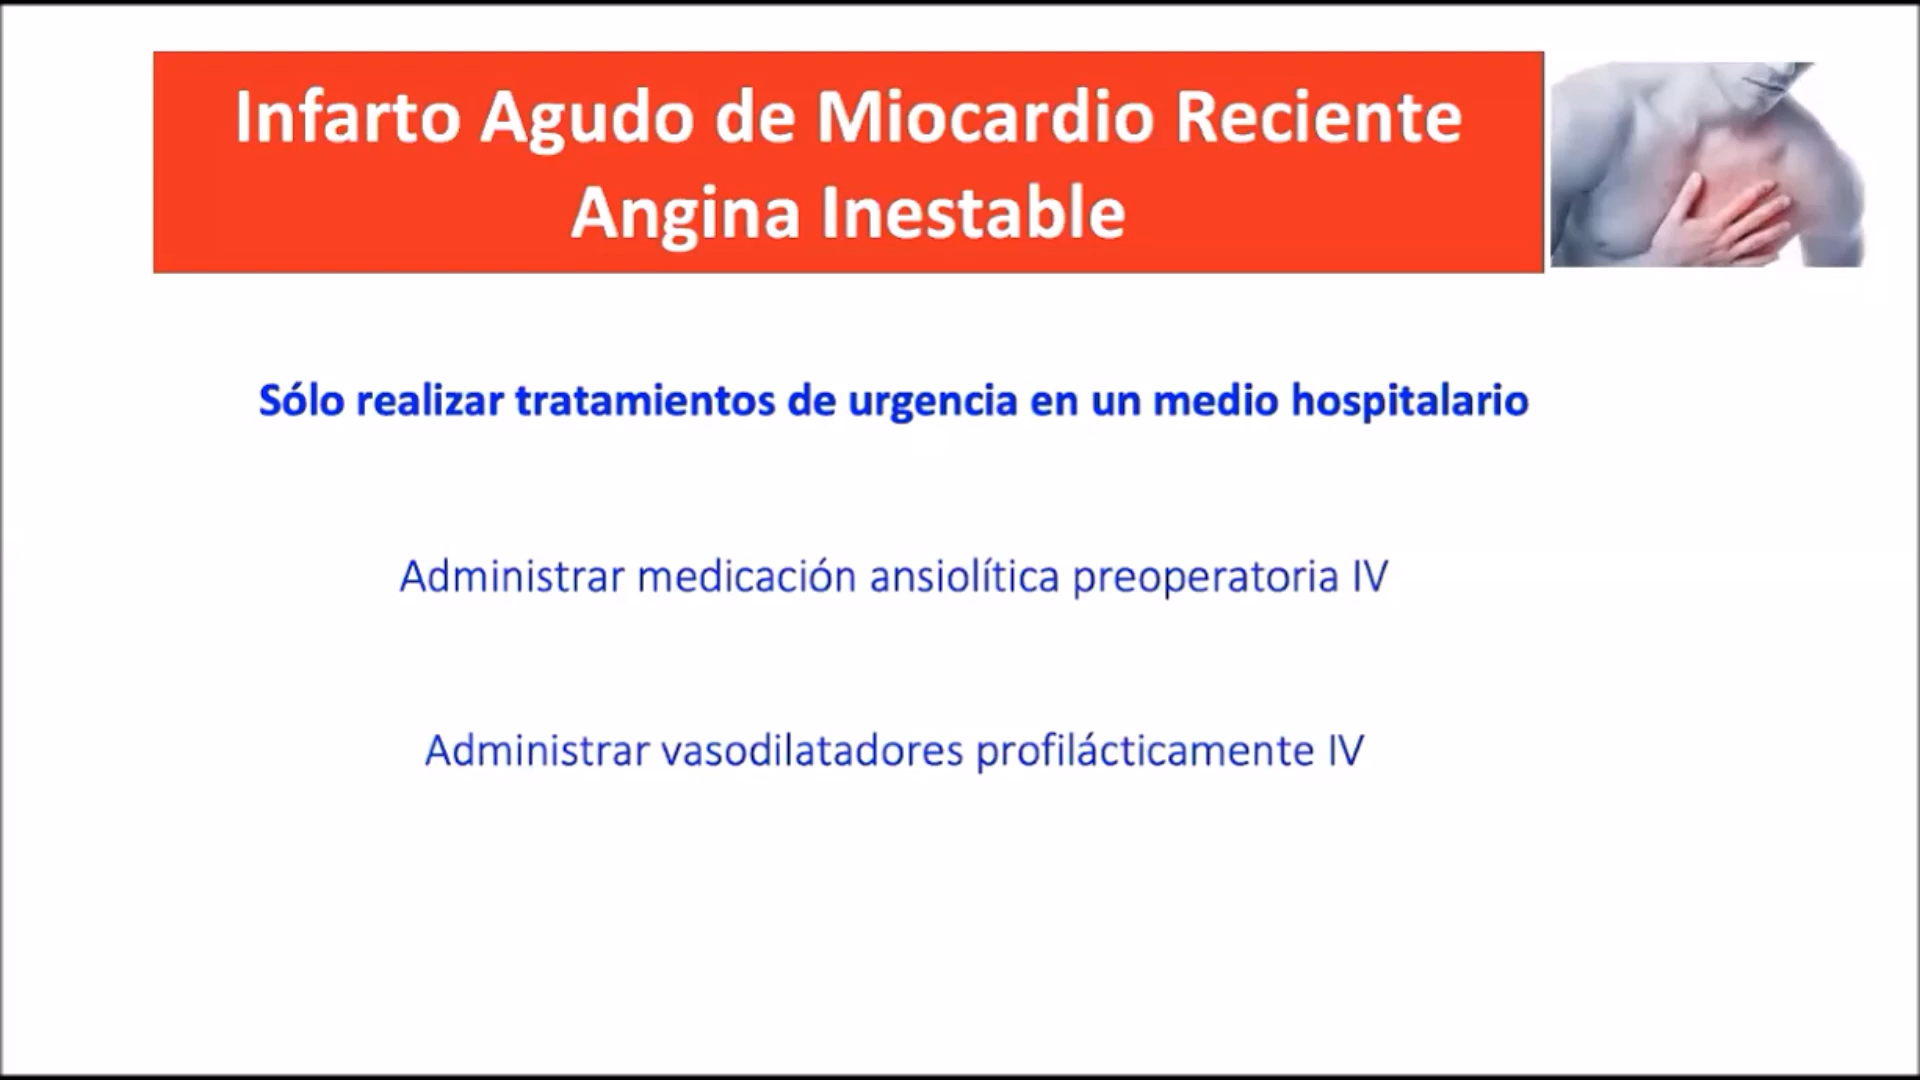 Infarto Agudo de Miocardio Reciente
Angina Inestable
Sólo realizar tratamientos de urgencia en un medio hospitalario
Administrar medicación ansiolítica preoperatoria IV
Administrar vasodilatadores profilácticamente IV